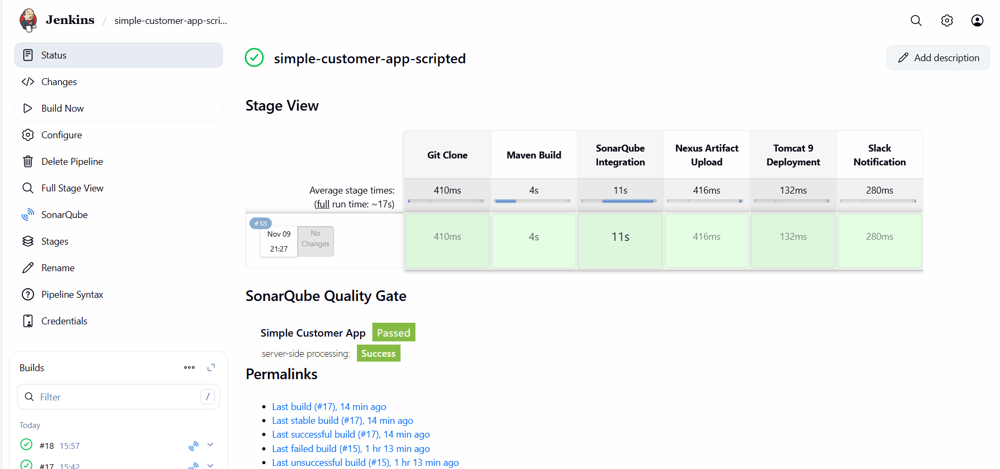 Jenkins / simple-customer-app-scri...
Status
Changes
Build Now
Configure
Delete Pipeline
Full Stage View
SonarQube
Stages
Rename
Pipeline Syntax
Credentials
Builds
Filter /
Today
#18 15:57
#17 15:42
simple-customer-app-scripted
Add description
Stage View
Git Clone
Maven Build
SonarQube
Integration
Nexus Artifact
Upload
Tomcat 9
Deployment
Slack
Notification
Average stage times:
(full run time: ~17s)
410ms 4s 11s 416ms 132ms 280ms
#18
Nov 09
21:27
No
Changes
410ms 4s 11s 416ms 132ms 280ms
SonarQube Quality Gate
Simple Customer App Passed
server-side processing: Success
Permalinks
Last build (#17), 14 min ago
Last stable build (#17), 14 min ago
Last successful build (#17), 14 min ago
Last failed build (#15), 1 hr 13 min ago
Last unsuccessful build (#15), 1 hr 13 min ago